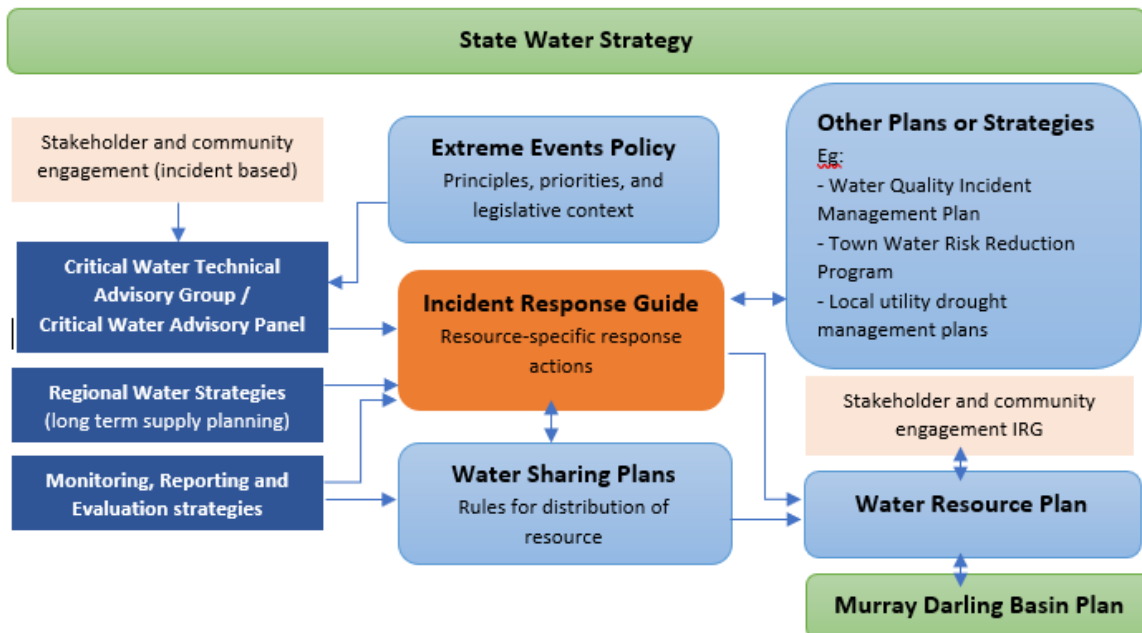 State Water Strategy
Stakeholder and community
engagement (incident based)
Extreme Events Policy
Principles, priorities, and
legislative context
Other Plans or Strategies
Eg:
- Water Quality Incident
Management Plan
- Town Water Risk Reduction
Program
- Local utility drought
management plans
Critical Water Technical
Advisory Group /
Critical Water Advisory Panel
Incident Response Guide
Resource-specific response
actions
Regional Water Strategies
(long term supply planning)
Stakeholder and community
engagement IRG
Monitoring, Reporting and
Evaluation strategies
Water Sharing Plans
Rules for distribution of
resource
Water Resource Plan
Murray Darling Basin Plan